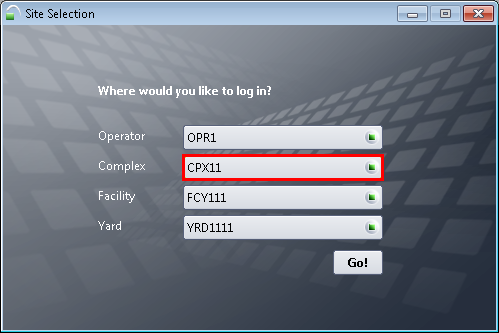 Site Selection
Where would you like to log in?
Operator OPR1
Complex CPX11
Facility FCY111
Yard YRD1111
Go!